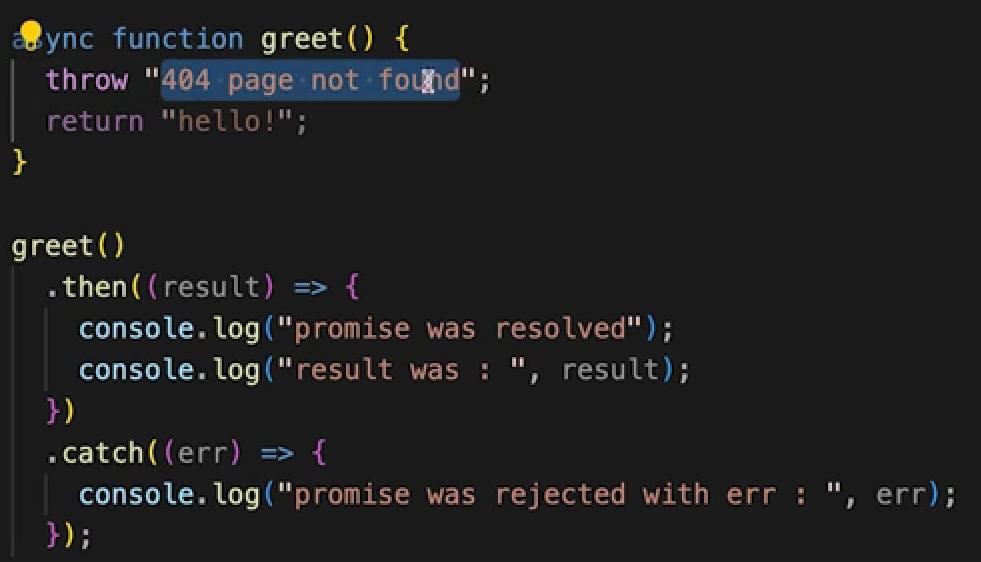 async function greet() {
  throw "404 page not found";
  return "hello!";
}

greet()
  .then((result) => {
    console.log("promise was resolved");
    console.log("result was : ", result);
  })
  .catch((err) => {
    console.log("promise was rejected with err : ", err);
  });